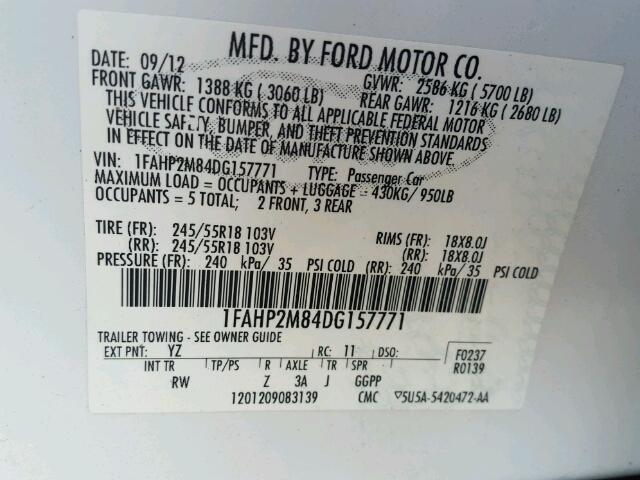 MFD. BY FORD MOTOR CO.
DATE: 09/12 GVWR: 2586 KG ( 5700 LB)
FRONT GAWR: 1388 KG ( 3060 LB) REAR GAWR: 1216 KG ( 2680 LB)
THIS VEHICLE CONFORMS TO ALL APPLICABLE FEDERAL MOTOR
VEHICLE SAFETY, BUMPER, AND THEFT PREVENTION STANDARDS
IN EFFECT ON THE DATE OF MANUFACTURE SHOWN ABOVE.
VIN: 1FAHP2M84DG157771 TYPE: Passenger Car
MAXIMUM LOAD = OCCUPANTS + LUGGAGE = 430KG/ 950LB
OCCUPANTS = 5 TOTAL; 2 FRONT, 3 REAR
TIRE (FR): 245/55R18 103V RIMS (FR): 18X8.0J
(RR): 245/55R18 103V (RR): 18X8.0J
PRESSURE (FR): 240 kPa/ 35 PSI COLD (RR): 240 kPa/ 35 PSI COLD
1FAHP2M84DG157771
TRAILER TOWING - SEE OWNER GUIDE
EXT PNT: YZ RC: 11 DSO: F0237
INT TR TP/PS R AXLE TR SPR R0139
RW Z 3A J GGPP
1201209083139 CMC ▽5U5A-5420472-AA